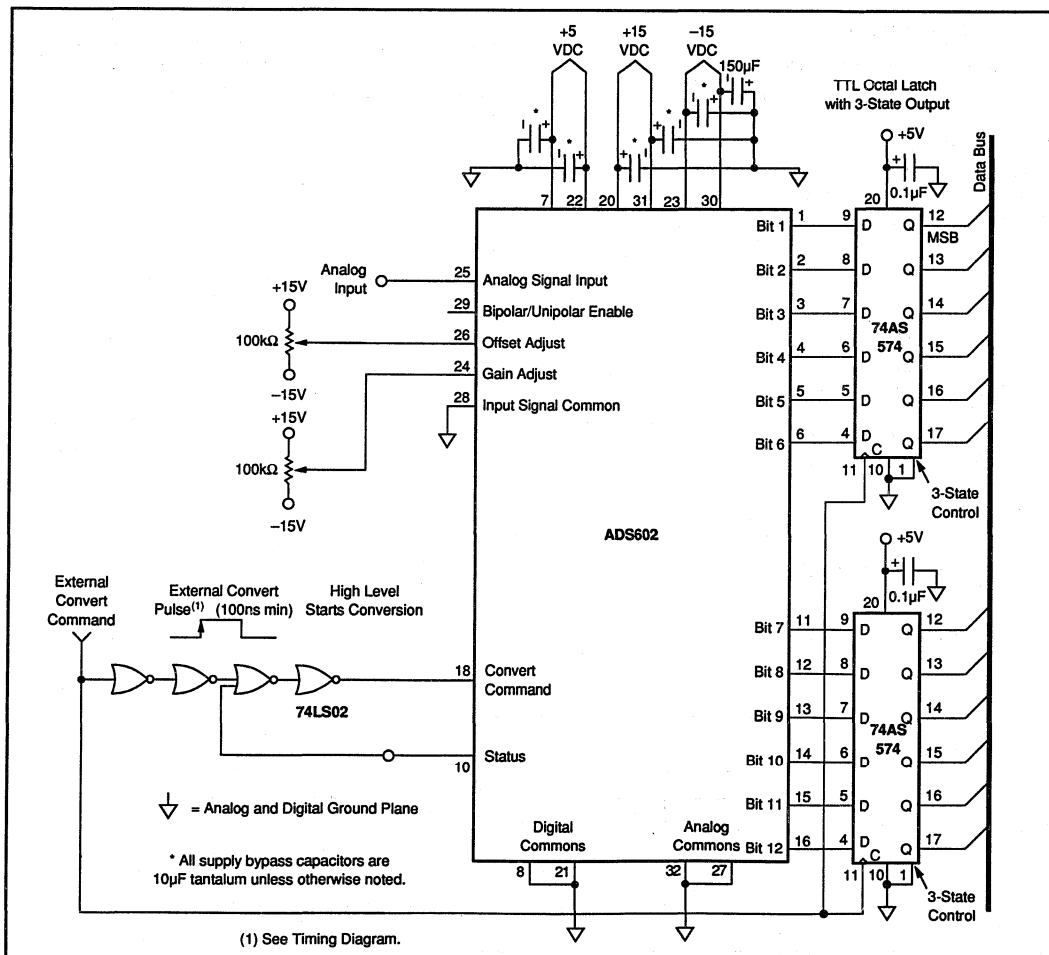 +5
VDC
+15
VDC
–15
VDC
150µF
+
*
+
*
+
*
+
*
+
*
+
TTL Octal Latch
with 3-State Output
+5V
+
0.1µF
Data Bus
7
22
20
31
23
30
20
Analog
Input
25
Analog Signal Input
29
Bipolar/Unipolar Enable
26
Offset Adjust
24
Gain Adjust
28
Input Signal Common
+15V
100kΩ
–15V
+15V
100kΩ
–15V
Bit 1
1
9
D
Q
12
MSB
Bit 2
2
8
D
Q
13
Bit 3
3
7
D
Q
14
74AS
574
Bit 4
4
6
D
Q
15
Bit 5
5
5
D
Q
16
Bit 6
6
4
D
Q
17
C
11
10
1
3-State
Control
ADS602
+5V
+
0.1µF
20
External
Convert
Command
External Convert
Pulse(1) (100ns min)
High Level
Starts Conversion
74LS02
18
Convert
Command
10
Status
Bit 7
11
9
D
Q
12
Bit 8
12
8
D
Q
13
Bit 9
13
7
D
Q
14
74AS
574
Bit 10
14
6
D
Q
15
Bit 11
15
5
D
Q
16
Bit 12
16
4
D
Q
17
C
11
10
1
3-State
Control
= Analog and Digital Ground Plane
* All supply bypass capacitors are
10µF tantalum unless otherwise noted.
Digital
Commons
8
21
Analog
Commons
32
27
(1) See Timing Diagram.